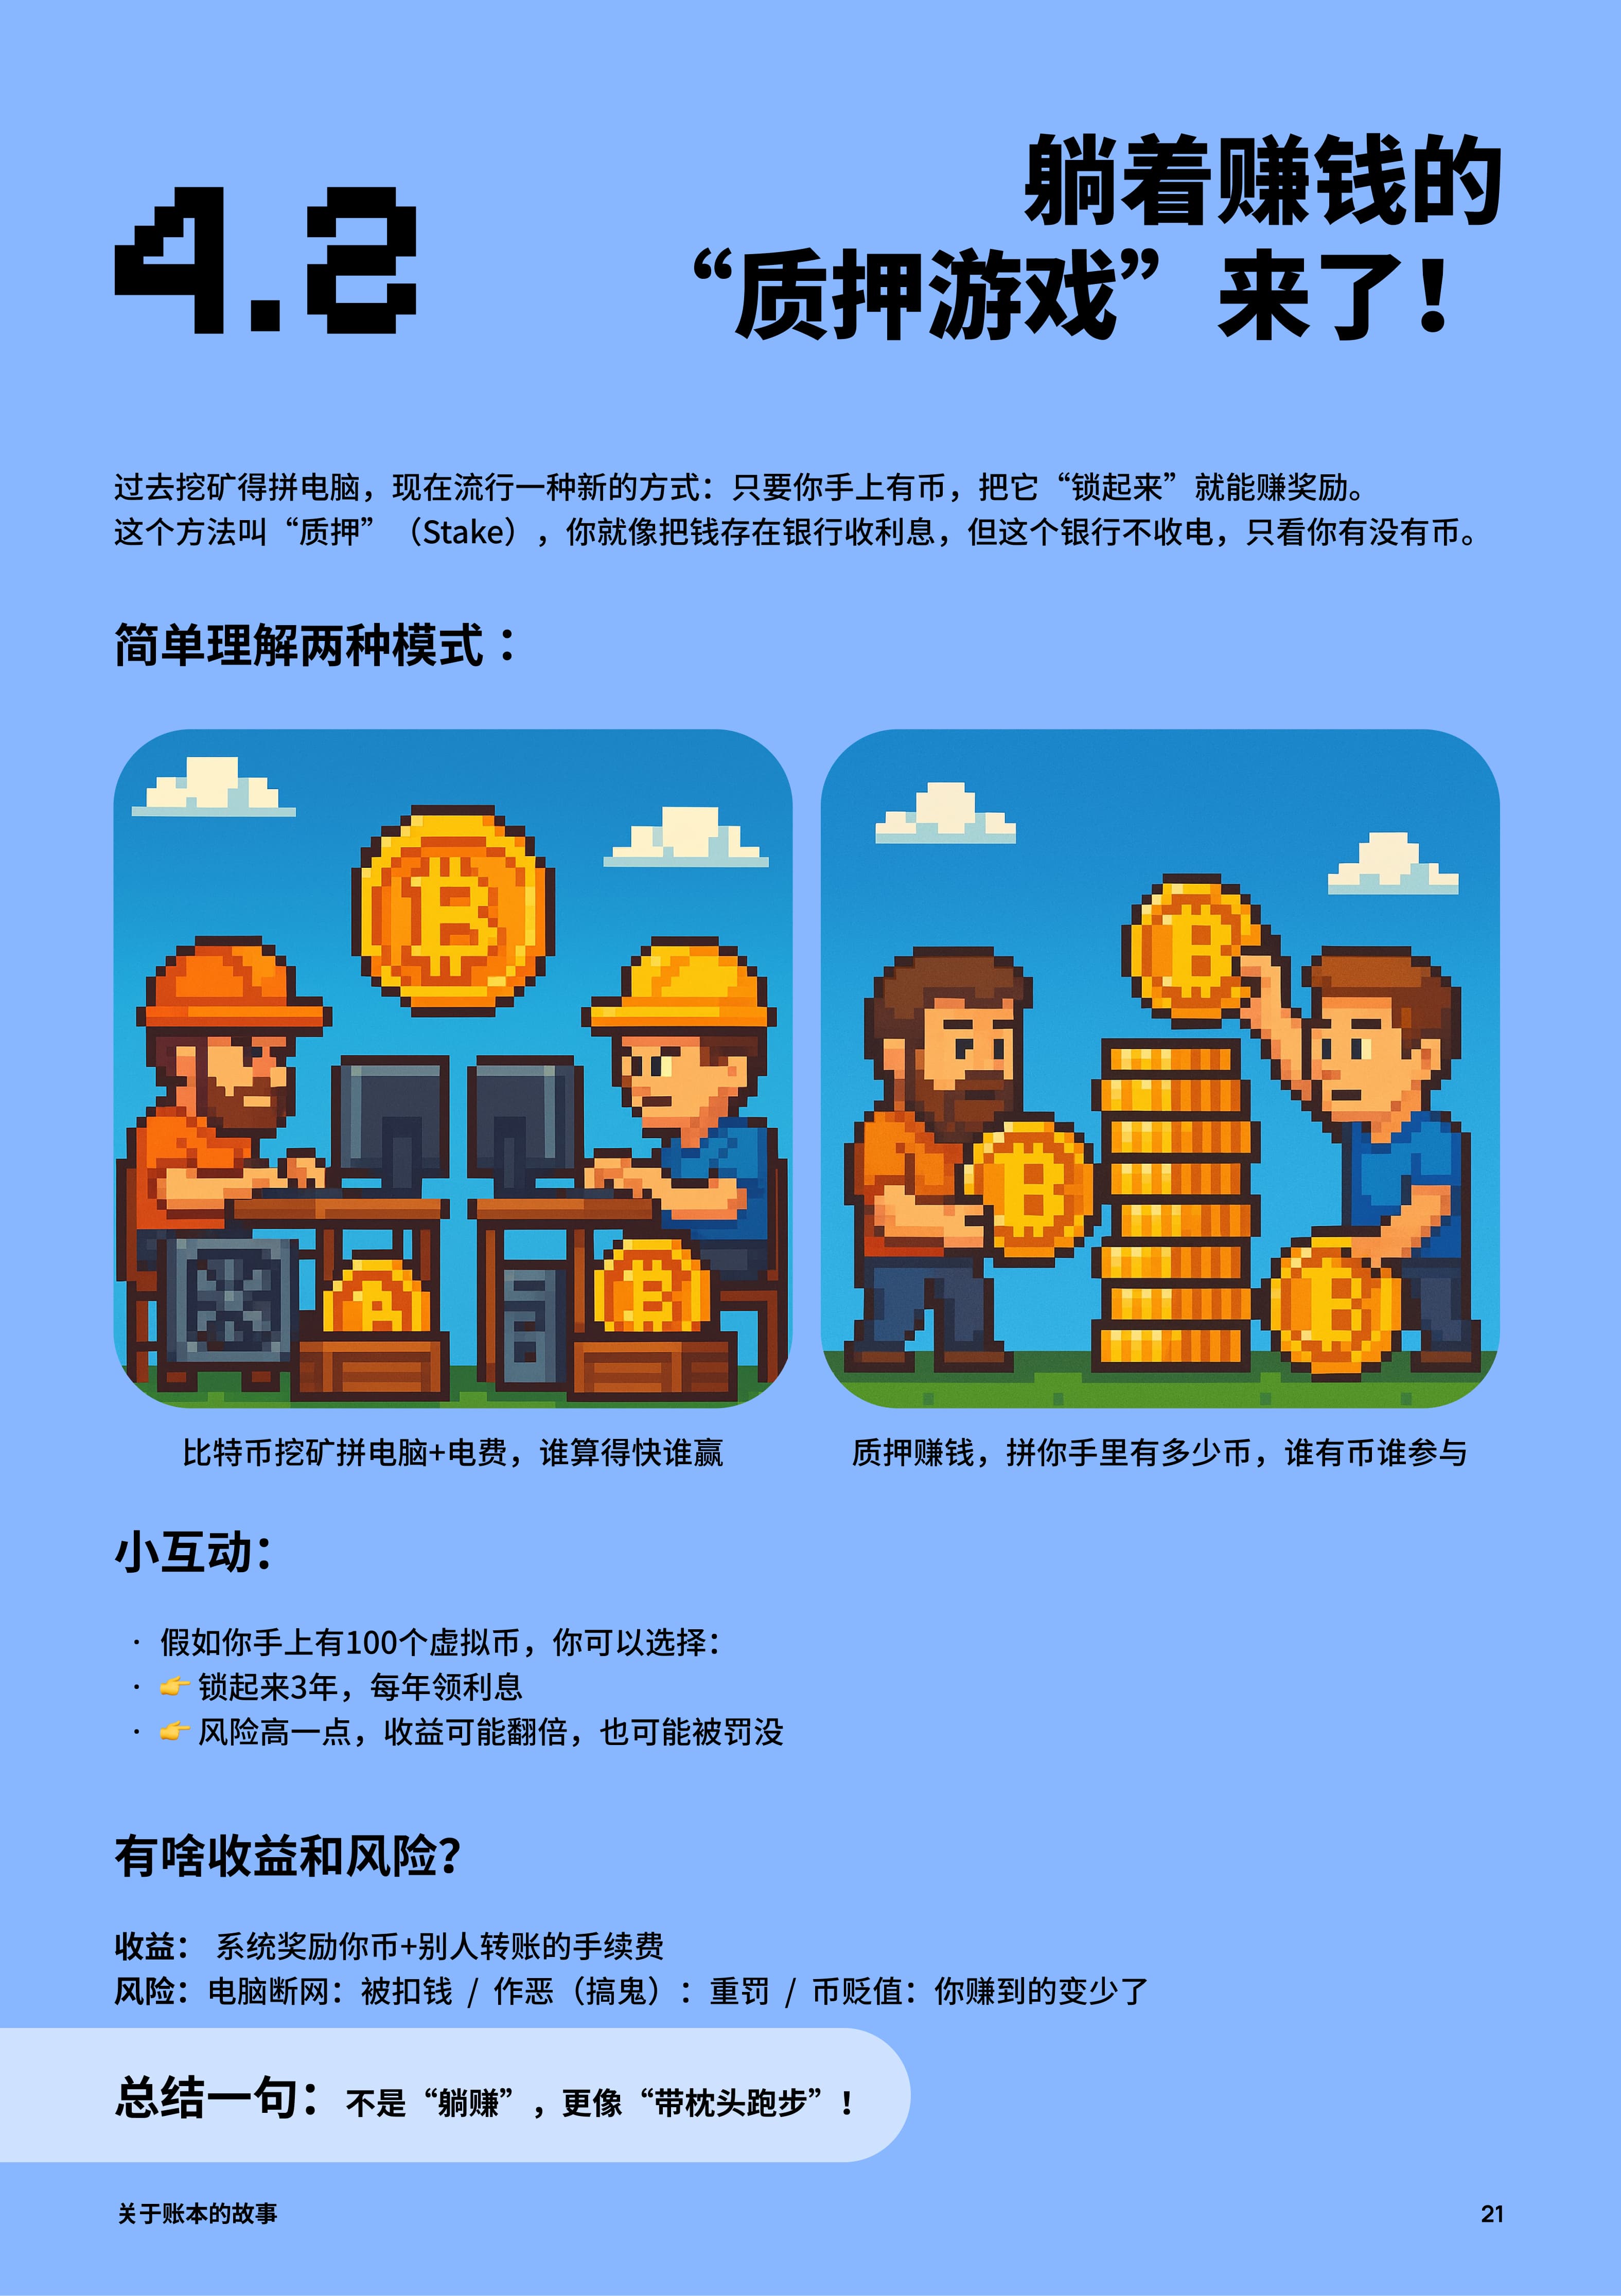 4.2
躺着赚钱的
“质押游戏”来了！
过去挖矿得拼电脑，现在流行一种新的方式：只要你手上有币，把它“锁起来”就能赚奖励。
这个方法叫“质押”（Stake），你就像把钱存在银行收利息，但这个银行不收电，只看你有没有币。
简单理解两种模式：
比特币挖矿拼电脑+电费，谁算得快谁赢
质押赚钱，拼你手里有多少币，谁有币谁参与
小互动：
· 假如你手上有100个虚拟币，你可以选择：
· 👉 锁起来3年，每年领利息
· 👉 风险高一点，收益可能翻倍，也可能被罚没
有啥收益和风险？
收益： 系统奖励你币+别人转账的手续费
风险：电脑断网：被扣钱 / 作恶（搞鬼）：重罚 / 币贬值：你赚到的变少了
总结一句：不是“躺赚”，更像“带枕头跑步”！
关于账本的故事
21